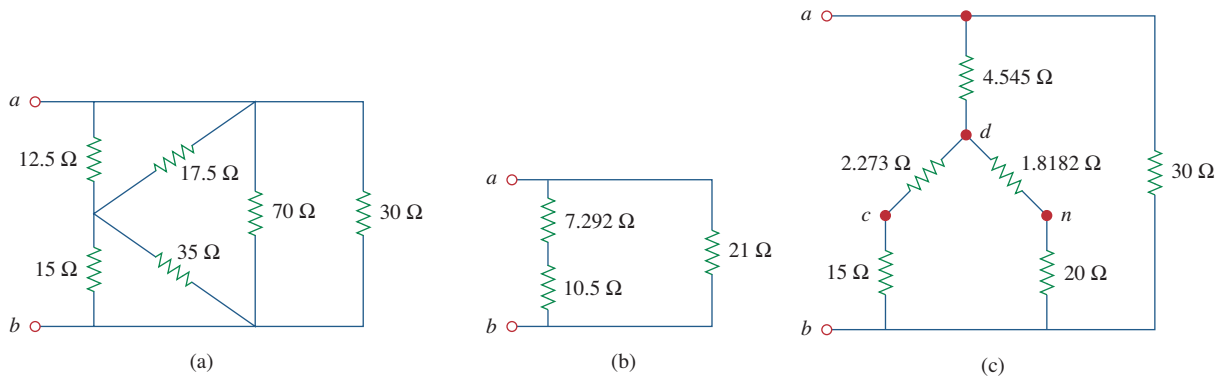 a
12.5 Ω
17.5 Ω
70 Ω
30 Ω
15 Ω
35 Ω
b
(a)
a
7.292 Ω
21 Ω
10.5 Ω
b
(b)
a
4.545 Ω
d
2.273 Ω
1.8182 Ω
30 Ω
c
n
15 Ω
20 Ω
b
(c)